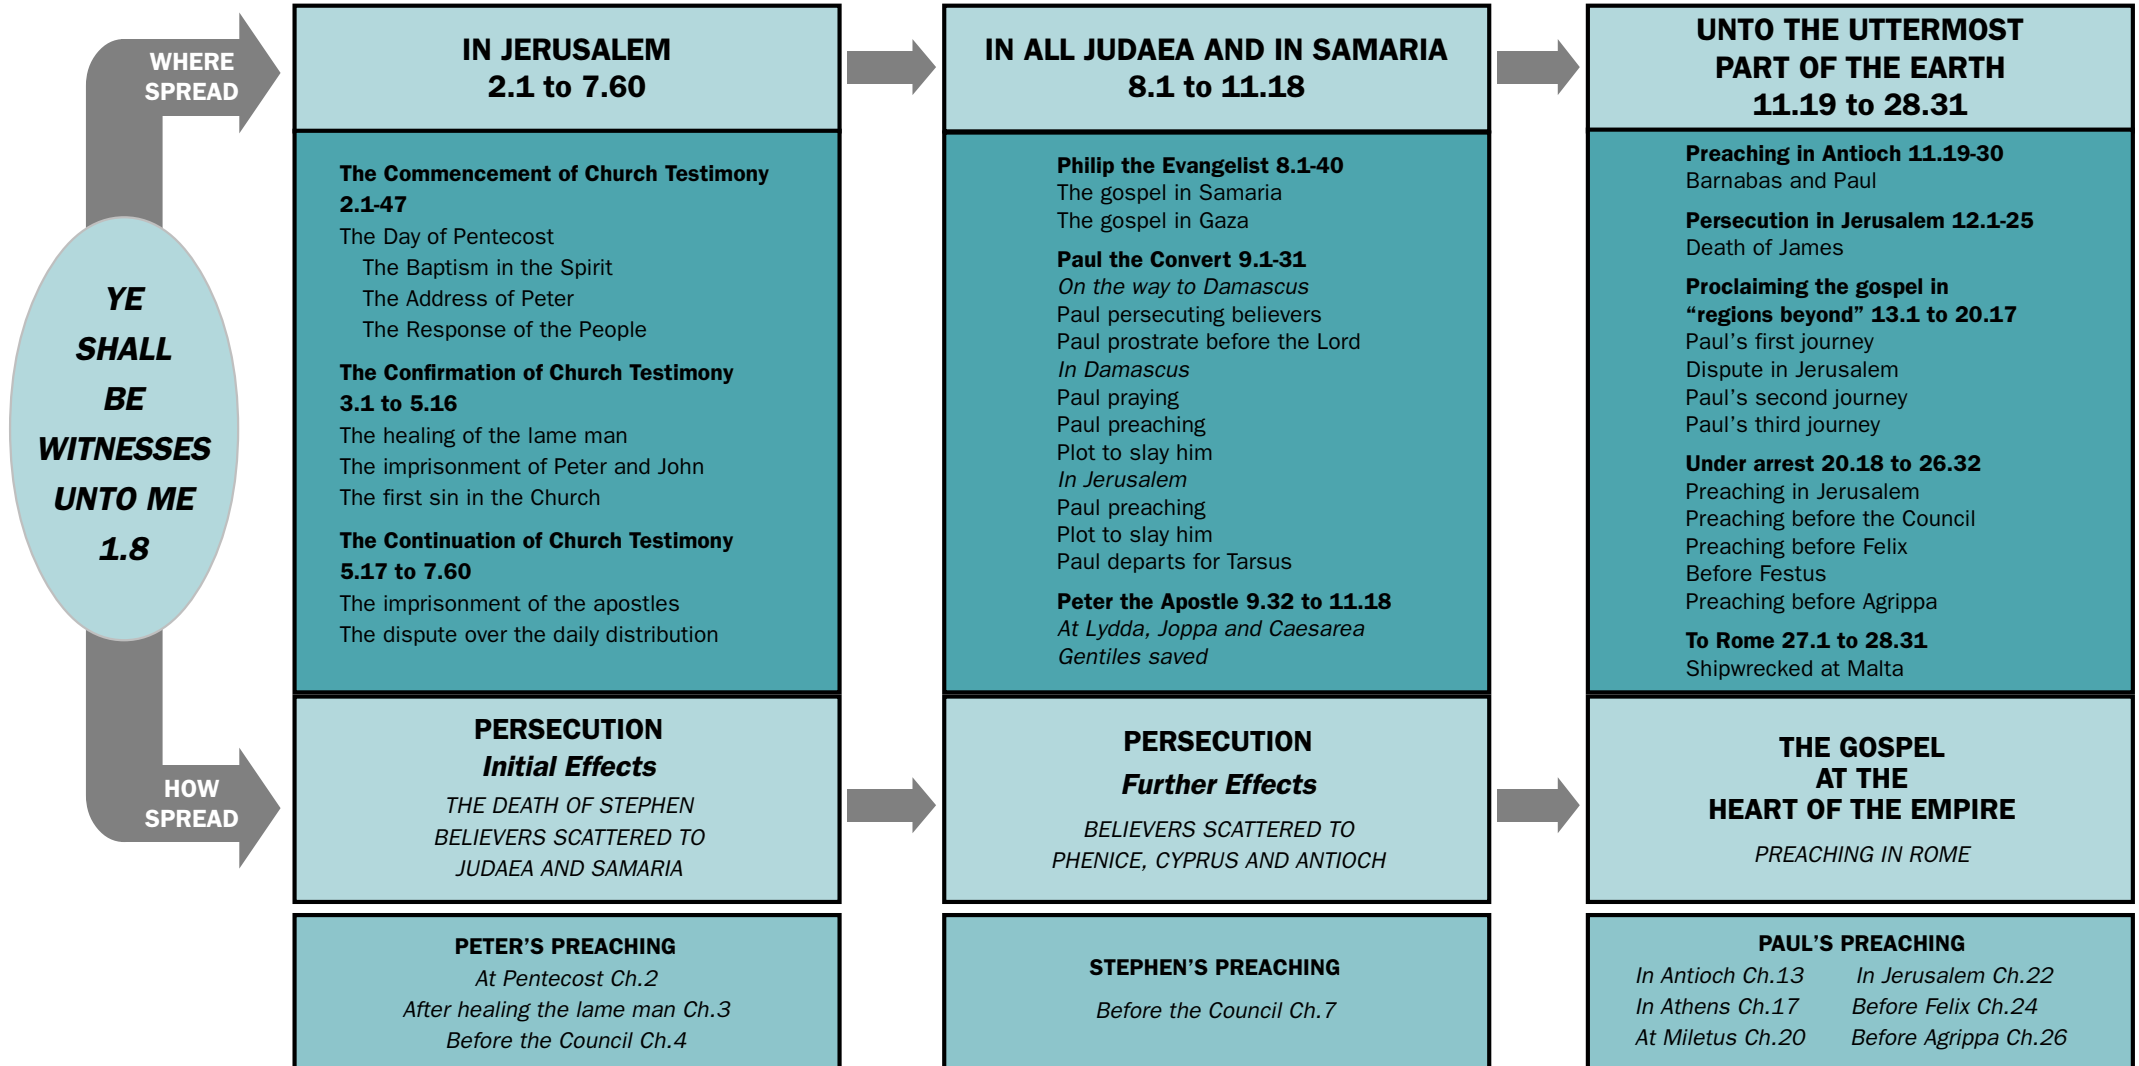 WHERE
SPREAD
YE
SHALL
BE
WITNESSES
UNTO ME
1.8
HOW
SPREAD
IN JERUSALEM
2.1 to 7.60
The Commencement of Church Testimony
2.1-47
The Day of Pentecost
The Baptism in the Spirit
The Address of Peter
The Response of the People
The Confirmation of Church Testimony
3.1 to 5.16
The healing of the lame man
The imprisonment of Peter and John
The first sin in the Church
The Continuation of Church Testimony
5.17 to 7.60
The imprisonment of the apostles
The dispute over the daily distribution
PERSECUTION
Initial Effects
THE DEATH OF STEPHEN
BELIEVERS SCATTERED TO
JUDAEA AND SAMARIA
PETER’S PREACHING
At Pentecost Ch.2
After healing the lame man Ch.3
Before the Council Ch.4
IN ALL JUDAEA AND IN SAMARIA
8.1 to 11.18
Philip the Evangelist 8.1-40
The gospel in Samaria
The gospel in Gaza
Paul the Convert 9.1-31
On the way to Damascus
Paul persecuting believers
Paul prostrate before the Lord
In Damascus
Paul praying
Paul preaching
Plot to slay him
In Jerusalem
Paul preaching
Plot to slay him
Paul departs for Tarsus
Peter the Apostle 9.32 to 11.18
At Lydda, Joppa and Caesarea
Gentiles saved
PERSECUTION
Further Effects
BELIEVERS SCATTERED TO
PHENICE, CYPRUS AND ANTIOCH
STEPHEN’S PREACHING
Before the Council Ch.7
UNTO THE UTTERMOST
PART OF THE EARTH
11.19 to 28.31
Preaching in Antioch 11.19-30
Barnabas and Paul
Persecution in Jerusalem 12.1-25
Death of James
Proclaiming the gospel in
“regions beyond” 13.1 to 20.17
Paul’s first journey
Dispute in Jerusalem
Paul’s second journey
Paul’s third journey
Under arrest 20.18 to 26.32
Preaching in Jerusalem
Preaching before the Council
Preaching before Felix
Before Festus
Preaching before Agrippa
To Rome 27.1 to 28.31
Shipwrecked at Malta
THE GOSPEL
AT THE
HEART OF THE EMPIRE
PREACHING IN ROME
PAUL’S PREACHING
In Antioch Ch.13 In Jerusalem Ch.22
In Athens Ch.17 Before Felix Ch.24
At Miletus Ch.20 Before Agrippa Ch.26